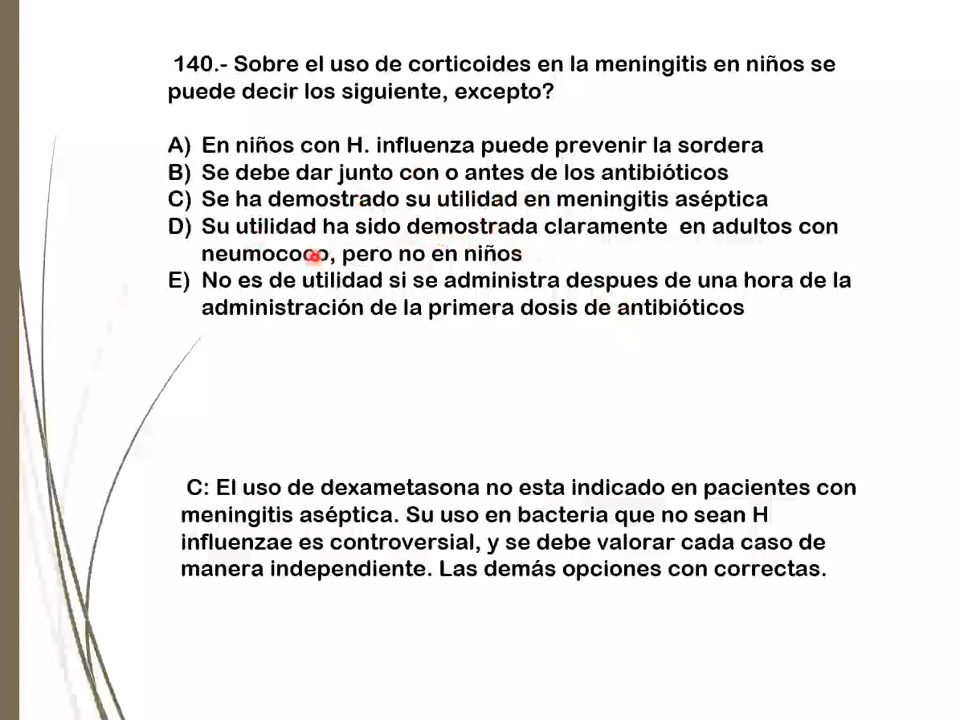 140.- Sobre el uso de corticoides en la meningitis en niños se
puede decir los siguiente, excepto?
A) En niños con H. influenza puede prevenir la sordera
B) Se debe dar junto con o antes de los antibióticos
C) Se ha demostrado su utilidad en meningitis aséptica
D) Su utilidad ha sido demostrada claramente en adultos con
neumococo, pero no en niños
E) No es de utilidad si se administra despues de una hora de la
administración de la primera dosis de antibióticos
C: El uso de dexametasona no esta indicado en pacientes con
meningitis aséptica. Su uso en bacteria que no sean H
influenzae es controversial, y se debe valorar cada caso de
manera independiente. Las demás opciones con correctas.